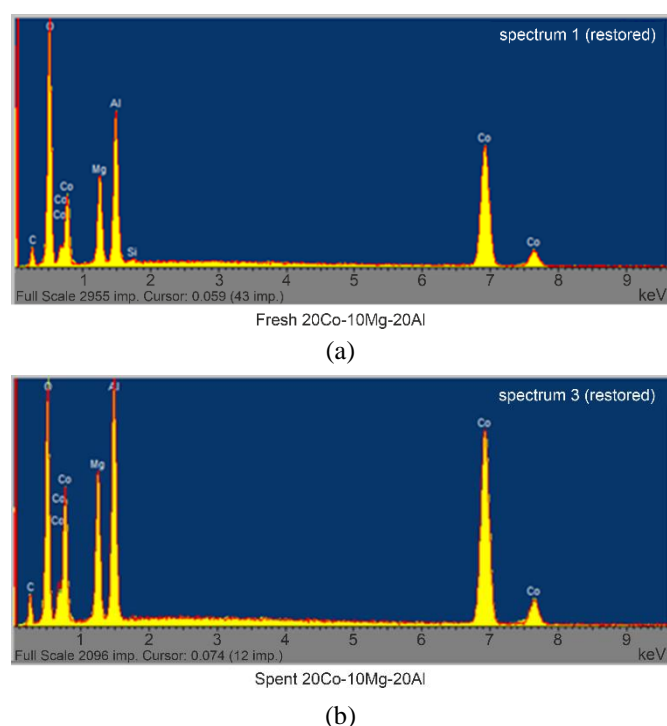 spectrum 1 (restored)
O
Al
Co
Mg
Co
Co
Co
C
Si
Co
1 2 3 4 5 6 7 8 9
Full Scale 2955 imp. Cursor: 0.059 (43 imp.)
keV
Fresh 20Co-10Mg-20Al
(a)
O
Al
spectrum 3 (restored)
Co
Mg
Co
Co
Co
C
Co
1 2 3 4 5 6 7 8 9
Full Scale 2096 imp. Cursor: 0.074 (12 imp.)
keV
Spent 20Co-10Mg-20Al
(b)